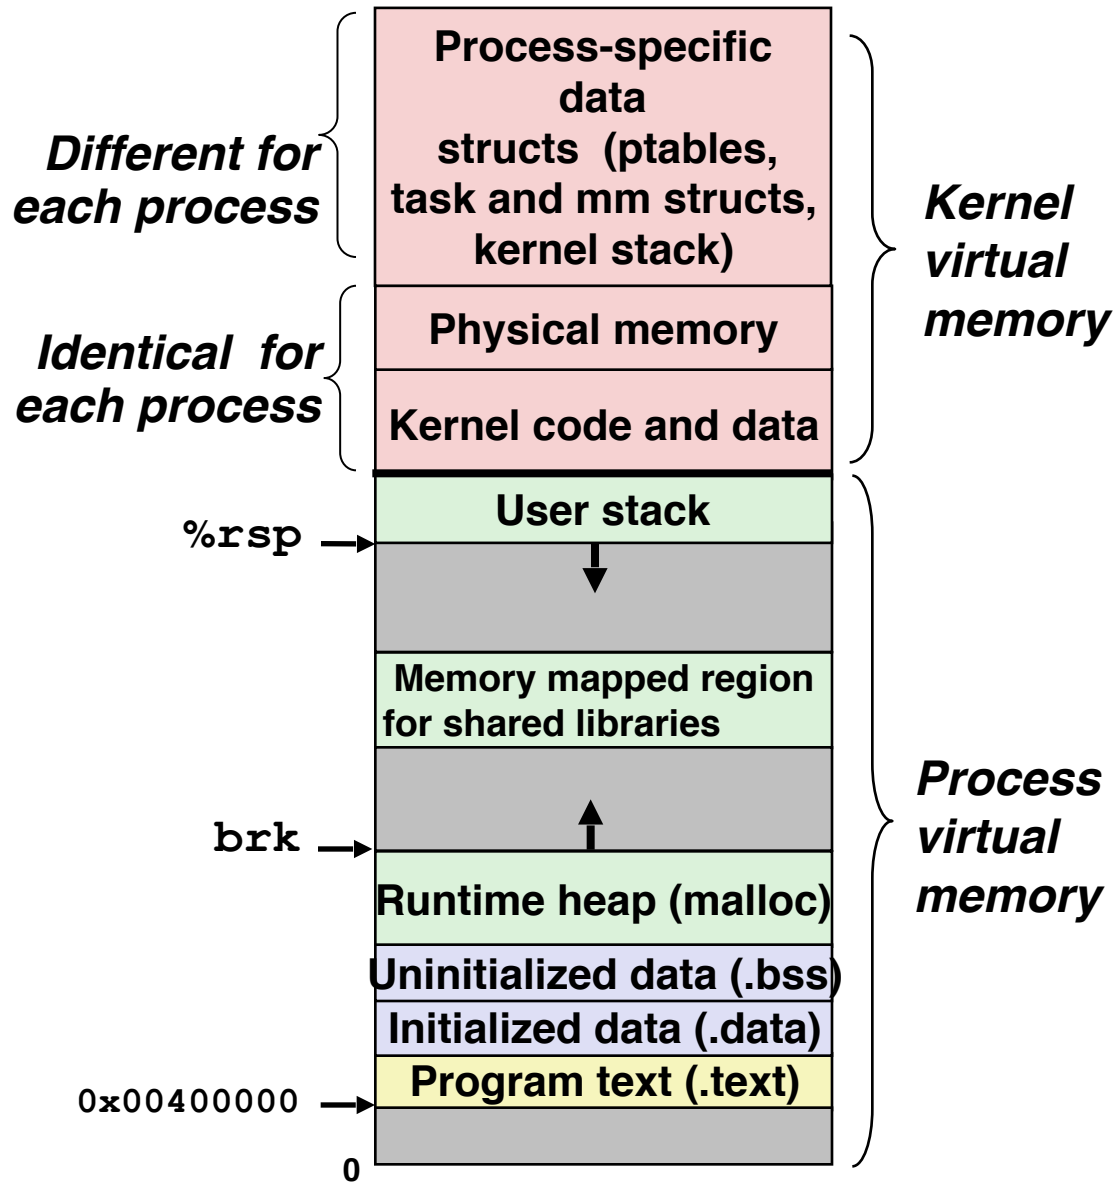 Process-specific
data
structs (ptables,
task and mm structs,
kernel stack)
Different for
each process
Kernel
virtual
memory
Physical memory
Identical for
each process
Kernel code and data
User stack
%rsp
Memory mapped region
for shared libraries
Process
virtual
memory
brk
Runtime heap (malloc)
Uninitialized data (.bss)
Initialized data (.data)
Program text (.text)
0x00400000
0